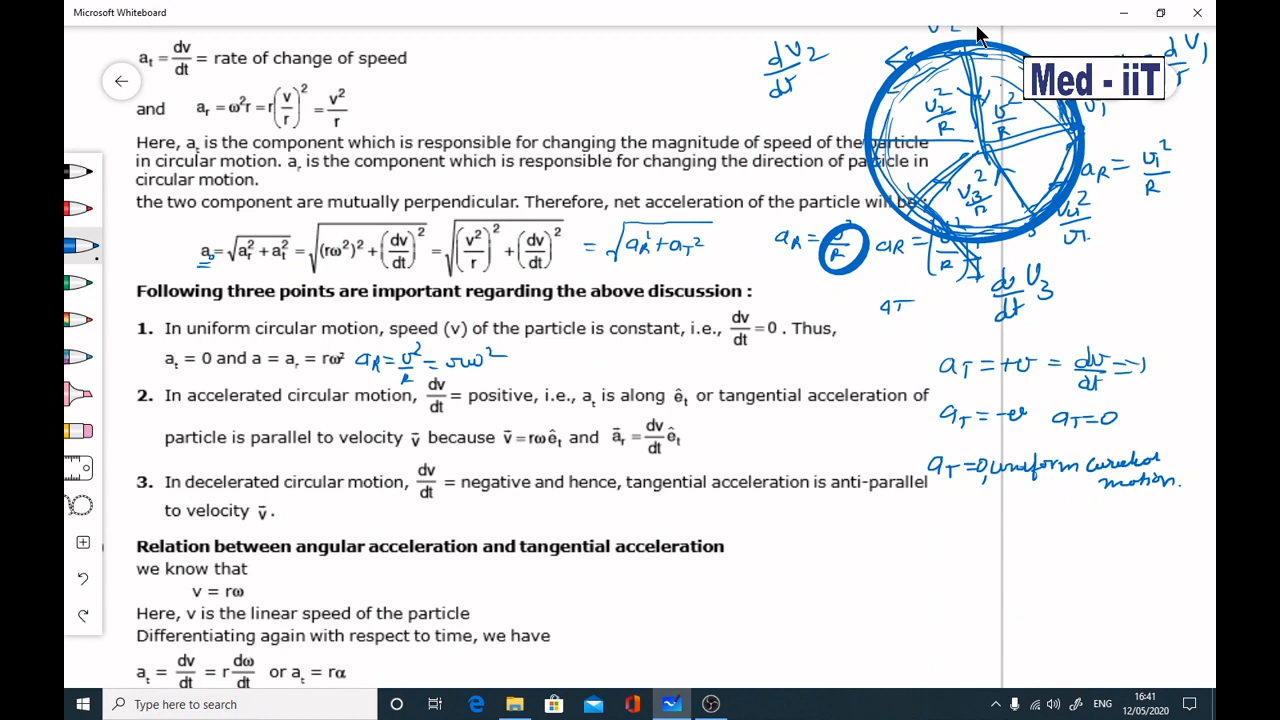 Microsoft Whiteboard
a_t = dv/dt = rate of change of speed
and a_r = ω²r = r(v/r)² = v²/r
Here, a_t is the component which is responsible for changing the magnitude of speed of the particle
in circular motion. a_r is the component which is responsible for changing the direction of particle in
circular motion.
the two component are mutually perpendicular. Therefore, net acceleration of the particle will be :
a = √(a_r² + a_t²) = √((rω²)² + (dv/dt)²) = √((v²/r)² + (dv/dt)²) = √(a_R² + a_T²)
Following three points are important regarding the above discussion :
1. In uniform circular motion, speed (v) of the particle is constant, i.e., dv/dt = 0 . Thus,
a_t = 0 and a = a_r = rω² a_R = v²/R = rω²
2. In accelerated circular motion, dv/dt = positive, i.e., a_t is along ê_t or tangential acceleration of
particle is parallel to velocity v⃗ because v⃗ = rωê_t and a⃗_r = dv/dt ê_t
3. In decelerated circular motion, dv/dt = negative and hence, tangential acceleration is anti-parallel
to velocity v⃗ .
Relation between angular acceleration and tangential acceleration
we know that
v = rω
Here, v is the linear speed of the particle
Differentiating again with respect to time, we have
a_t = dv/dt = r dω/dt or a_t = rα
dv2/dt
Med - iiT
v1
v2²/R
v²/R
a_R = v1²/R
a_R = v²/R
a_R =
dv3/dt
a_T
a_T = +v = dv/dt =
a_T = -v a_T = 0
a_T = 0, uniform
motion.
Type here to search
ENG
16:41
12/05/2020